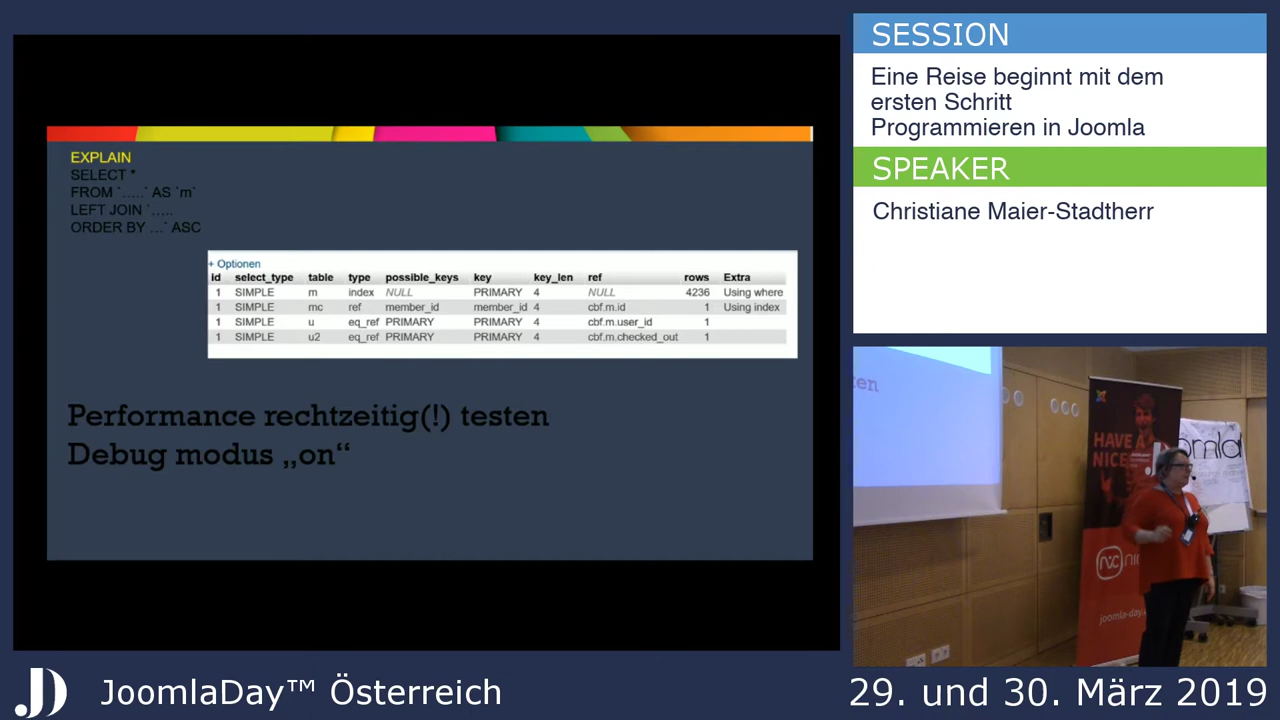 EXPLAIN
SELECT *
FROM `.....` AS `m`
LEFT JOIN `.....
ORDER BY ...` ASC
+ Optionen
id select_type table type possible_keys key key_len ref rows Extra
1 SIMPLE m index NULL PRIMARY 4 NULL 4236 Using where
1 SIMPLE mc ref member_id member_id 4 cbf.m.id 1 Using index
1 SIMPLE u eq_ref PRIMARY PRIMARY 4 cbf.m.user_id 1
1 SIMPLE u2 eq_ref PRIMARY PRIMARY 4 cbf.m.checked_out 1
Performance rechtzeitig(!) testen
Debug modus „on“
SESSION
Eine Reise beginnt mit dem
ersten Schritt
Programmieren in Joomla
SPEAKER
Christiane Maier-Stadtherr
HAVE A
NICE
JoomlaDay™ Österreich
29. und 30. März 2019